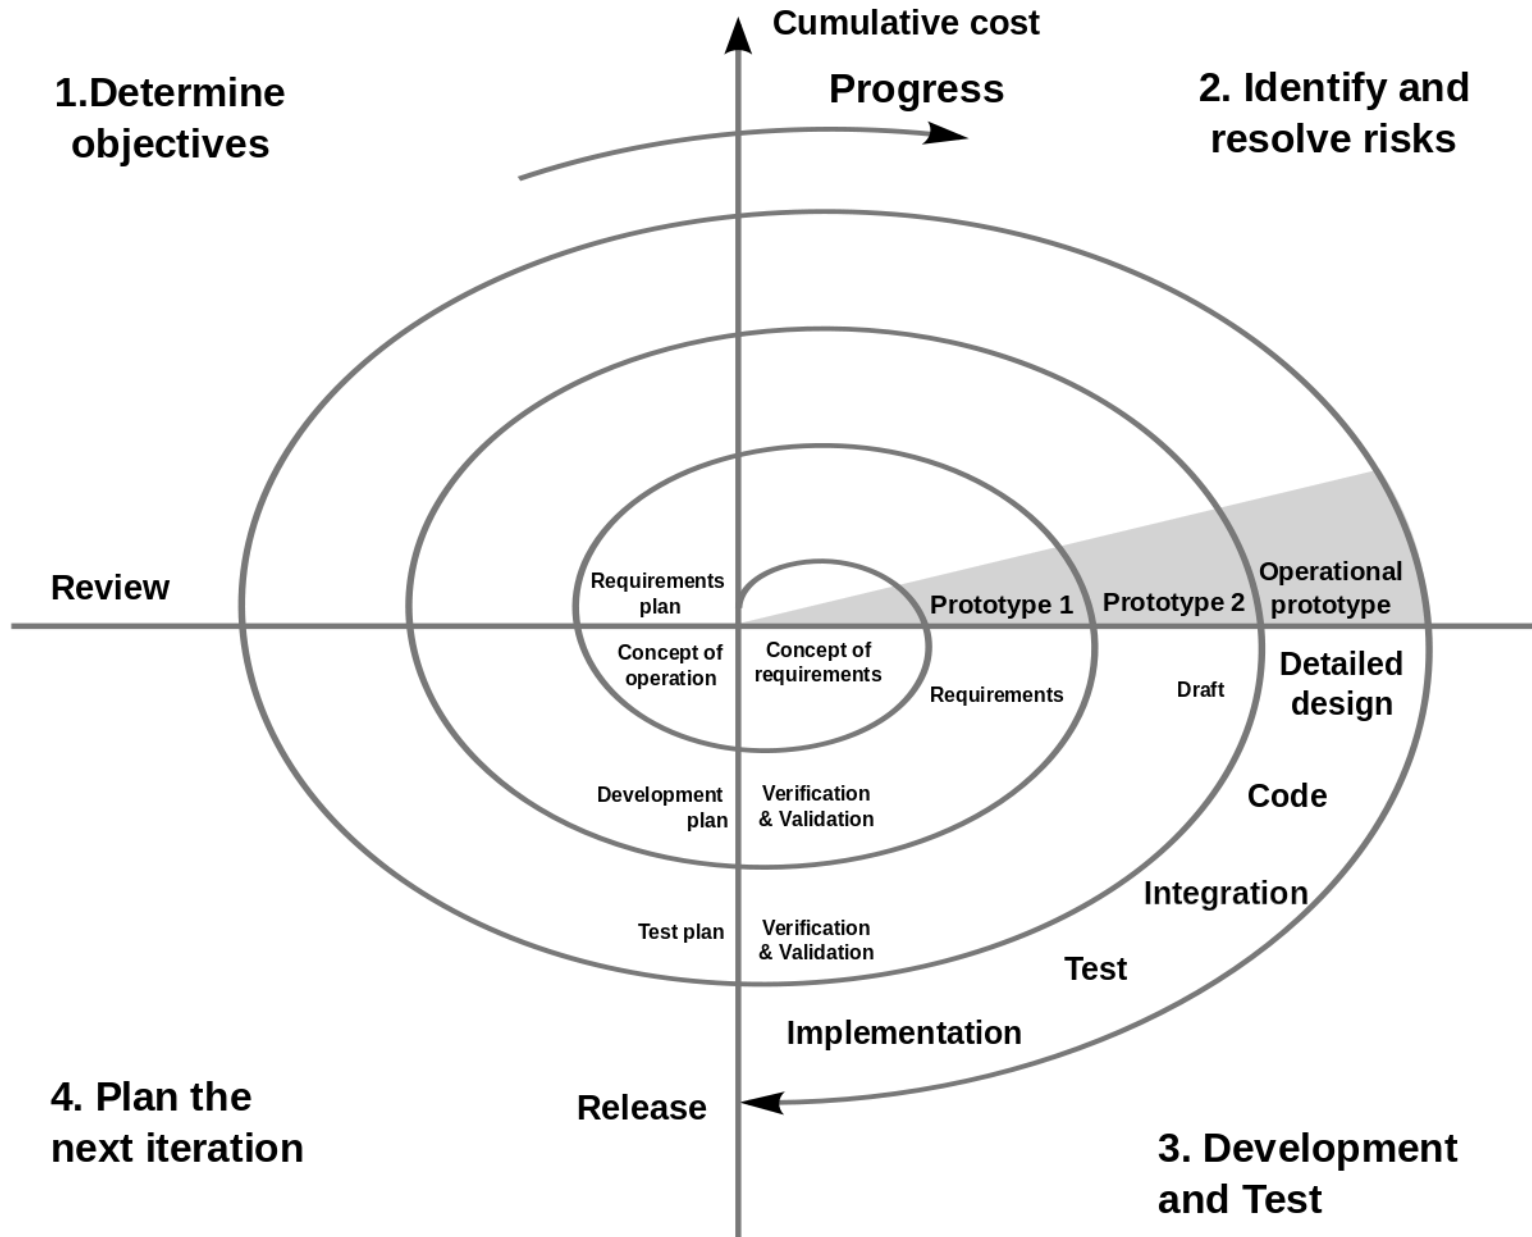 Cumulative cost
Progress
1.Determine
objectives
2. Identify and
resolve risks
Review
Requirements
plan
Prototype 1
Prototype 2
Operational
prototype
Concept of
operation
Concept of
requirements
Requirements
Draft
Detailed
design
Development
plan
Verification
& Validation
Code
Integration
Test plan
Verification
& Validation
Test
Implementation
Release
4. Plan the
next iteration
3. Development
and Test